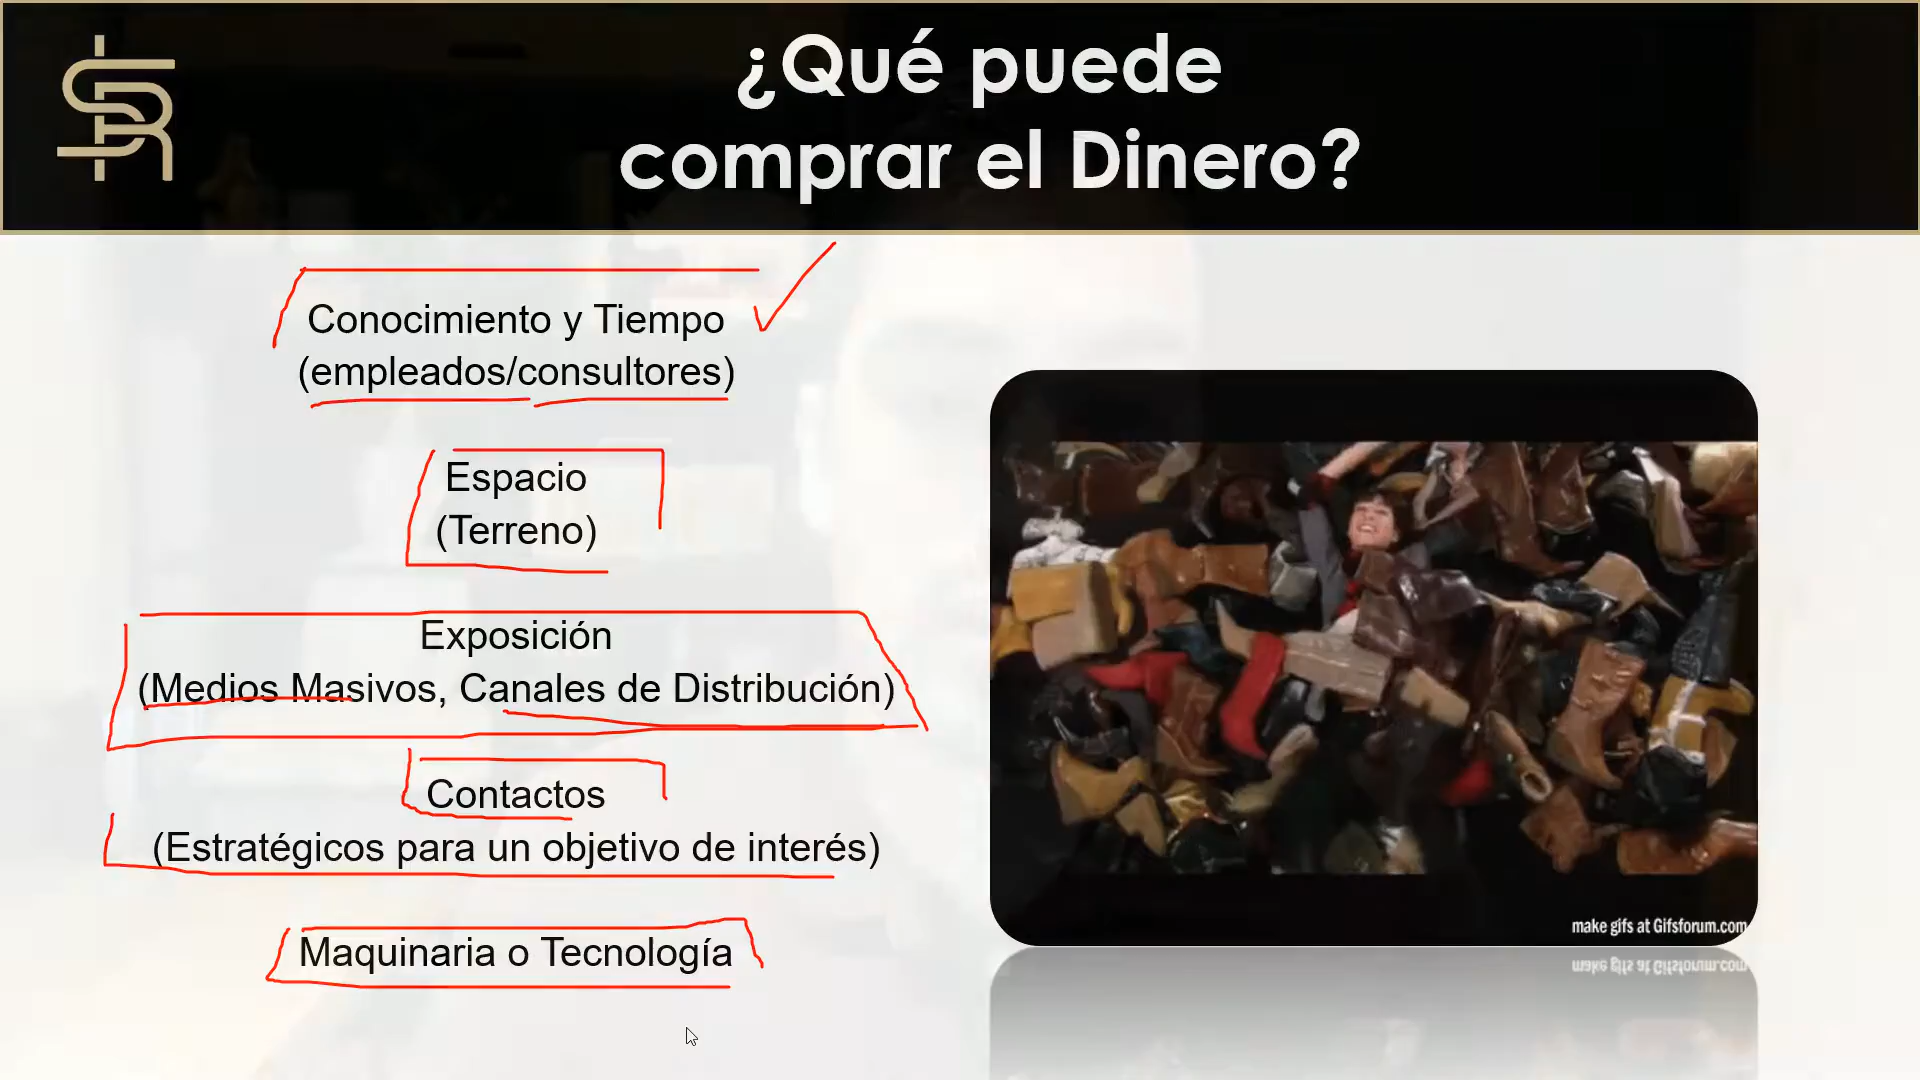 ¿Qué puede
comprar el Dinero?
Conocimiento y Tiempo
(empleados/consultores)
Espacio
(Terreno)
Exposición
(Medios Masivos, Canales de Distribución)
Contactos
(Estratégicos para un objetivo de interés)
Maquinaria o Tecnología
make gifs at Gifsforum.com